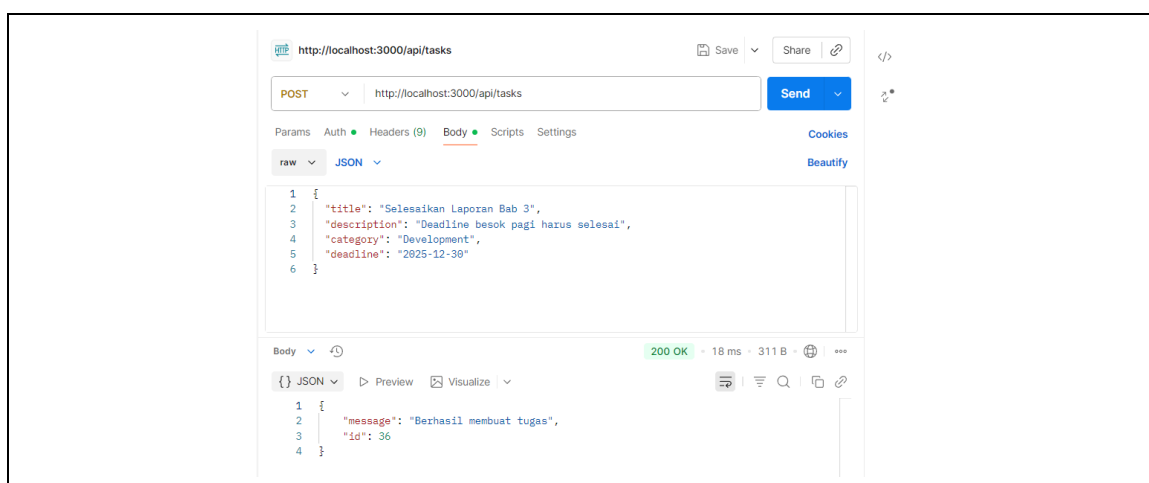 HTTP http://localhost:3000/api/tasks Save Share </>
POST http://localhost:3000/api/tasks Send
Params Auth Headers (9) Body Scripts Settings Cookies
raw JSON Beautify
1 {
2 "title": "Selesaikan Laporan Bab 3",
3 "description": "Deadline besok pagi harus selesai",
4 "category": "Development",
5 "deadline": "2025-12-30"
6 }
Body 200 OK 18 ms 311 B
{} JSON Preview Visualize
1 {
2 "message": "Berhasil membuat tugas",
3 "id": 36
4 }